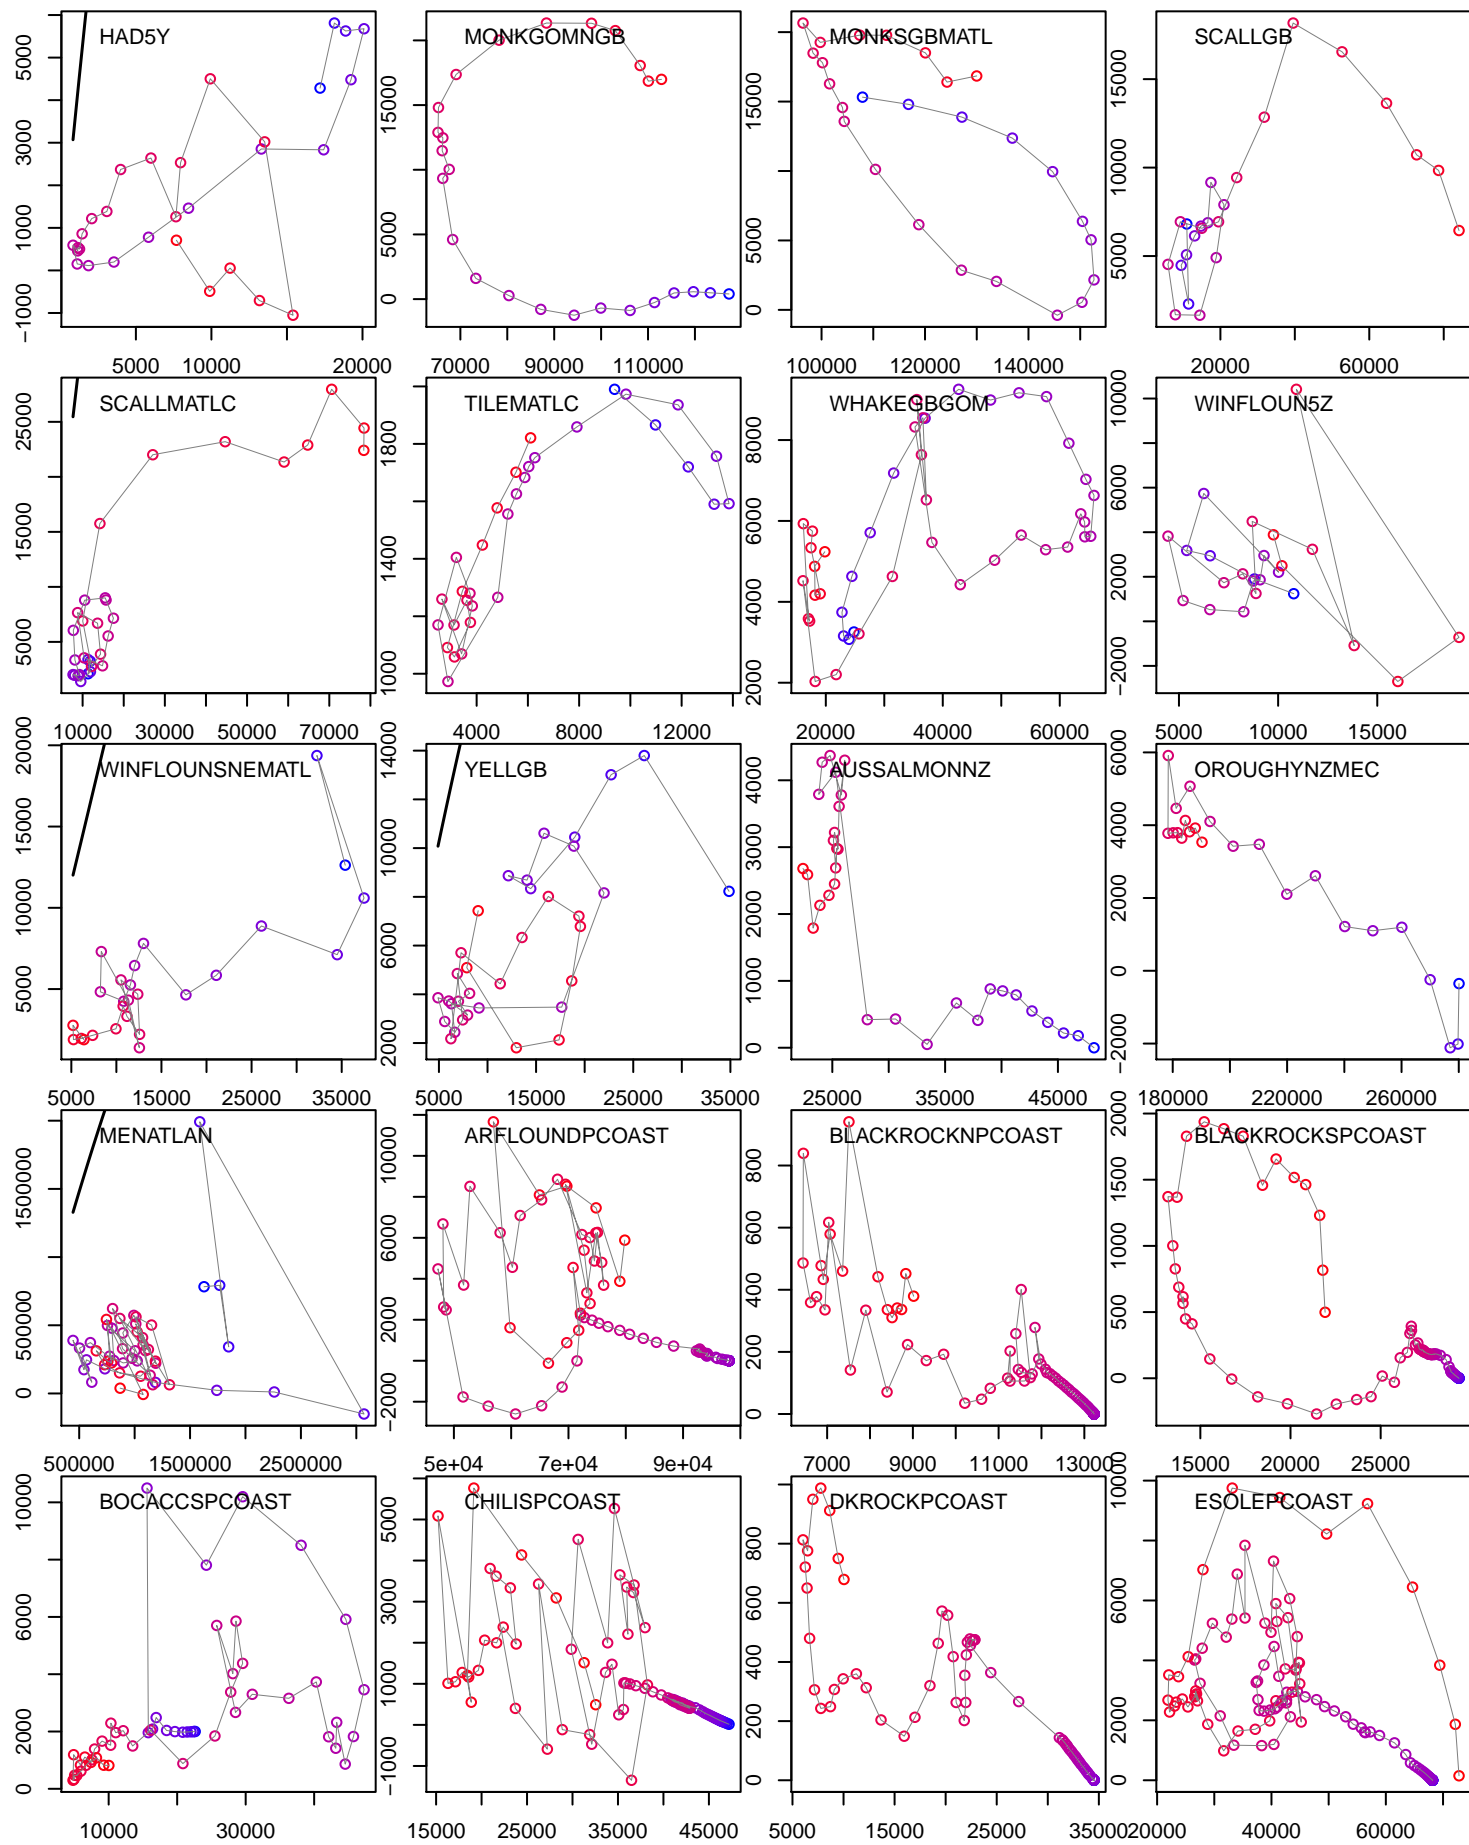 HAD5Y
5000
3000
1000
−1000
5000 10000 20000
MONKGOMNGB
15000
5000
0
70000 90000 110000
MONKSGBMATL
15000
5000
0
100000 120000 140000
SCALLGB
15000
10000
5000
20000 60000
SCALLMATLC
25000
15000
5000
10000 30000 50000 70000
TILEMATLC
1800
1400
1000
4000 8000 12000
WHAKEGBGOM
8000
6000
4000
2000
20000 40000 60000
WINFLOUN5Z
10000
6000
2000
−2000
5000 10000 15000
WINFLOUNSNEMATL
20000
15000
10000
5000
5000 15000 25000 35000
YELLGB
14000
10000
6000
2000
5000 15000 25000 35000
AUSSALMONNZ
4000
3000
1000
0
25000 35000 45000
OROUGHYNZMEC
6000
4000
2000
0
−2000
180000 220000 260000
MENATLAN
1500000
500000
0
500000 1500000 2500000
ARFLOUNDPCOAST
10000
6000
2000
−2000
5e+04 7e+04 9e+04
BLACKROCKNPCOAST
800
600
400
200
0
7000 9000 11000 13000
BLACKROCKSPCOAST
2000
1500
1000
500
0
15000 20000 25000
BOCACCSPCOAST
10000
6000
2000
0
10000 30000
CHILISPCOAST
5000
3000
1000
−1000
15000 25000 35000 45000
DKROCKPCOAST
800
600
400
200
0
5000 15000 25000 35000
ESOLEPCOAST
10000
6000
4000
2000
0
20000 40000 60000